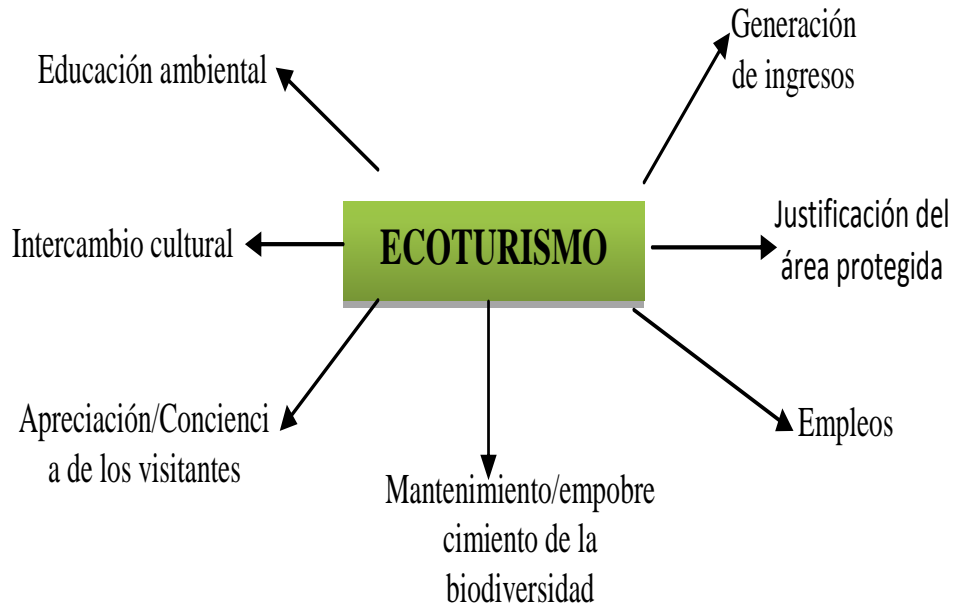 Generación
de ingresos
Educación ambiental
Justificación del
área protegida
Intercambio cultural
ECOTURISMO
Apreciación/Concienci
a de los visitantes
Empleos
Mantenimiento/empobre
cimiento de la
biodiversidad